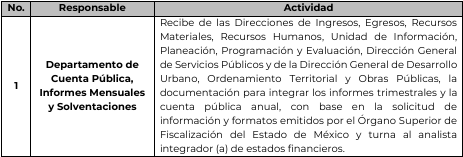 No. Responsable Actividad
Recibe de las Direcciones de Ingresos, Egresos, Recursos
Materiales, Recursos Humanos, Unidad de Información,
Planeación, Programación y Evaluación, Dirección General
de Servicios Públicos y de la Dirección General de Desarrollo
Urbano, Ordenamiento Territorial y Obras Públicas, la
documentación para integrar los informes trimestrales y la
cuenta pública anual, con base en la solicitud de
información y formatos emitidos por el Órgano Superior de
Fiscalización del Estado de México y turna al analista
integrador (a) de estados financieros.
1
Departamento de
Cuenta Pública,
Informes Mensuales
y Solventaciones